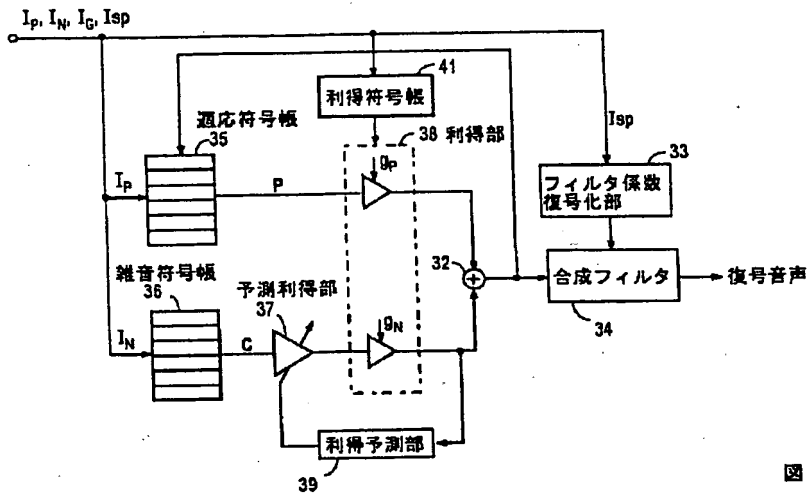 Ip, IN, IG, Isp
41
利得符号帳
適応符号帳
35
38 利得部
Isp
gp
33
フィルタ係数
復号化部
Ip
P
雑音符号帳
36
予測利得部
37
32
合成フィルタ
復号音声
34
gN
IN
C
利得予測部
39
図